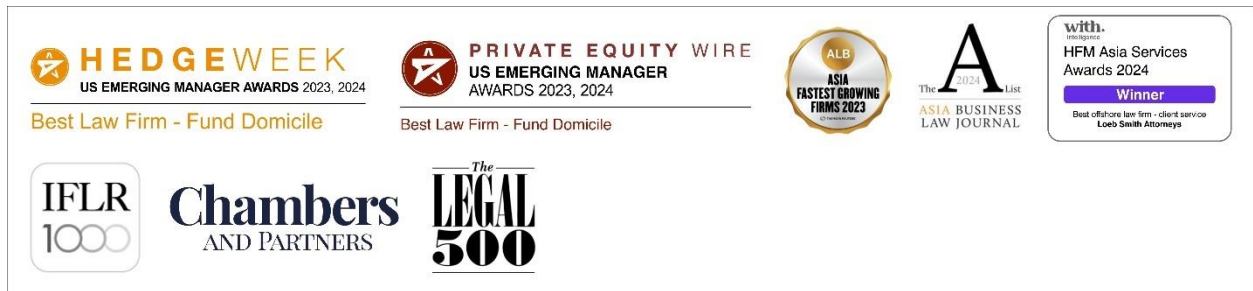 HEDGEWEEK
US EMERGING MANAGER AWARDS 2023, 2024
Best Law Firm - Fund Domicile
PRIVATE EQUITY WIRE
US EMERGING MANAGER
AWARDS 2023, 2024
Best Law Firm - Fund Domicile
ALB
ASIA
FASTEST GROWING
FIRMS 2023
THOMSON REUTERS
The A List
2024
ASIA BUSINESS
LAW JOURNAL
with.
Intelligence
HFM Asia Services
Awards 2024
Winner
Best offshore law firm - client service
Loeb Smith Attorneys
IFLR
1000
Chambers
AND PARTNERS
The
LEGAL
500